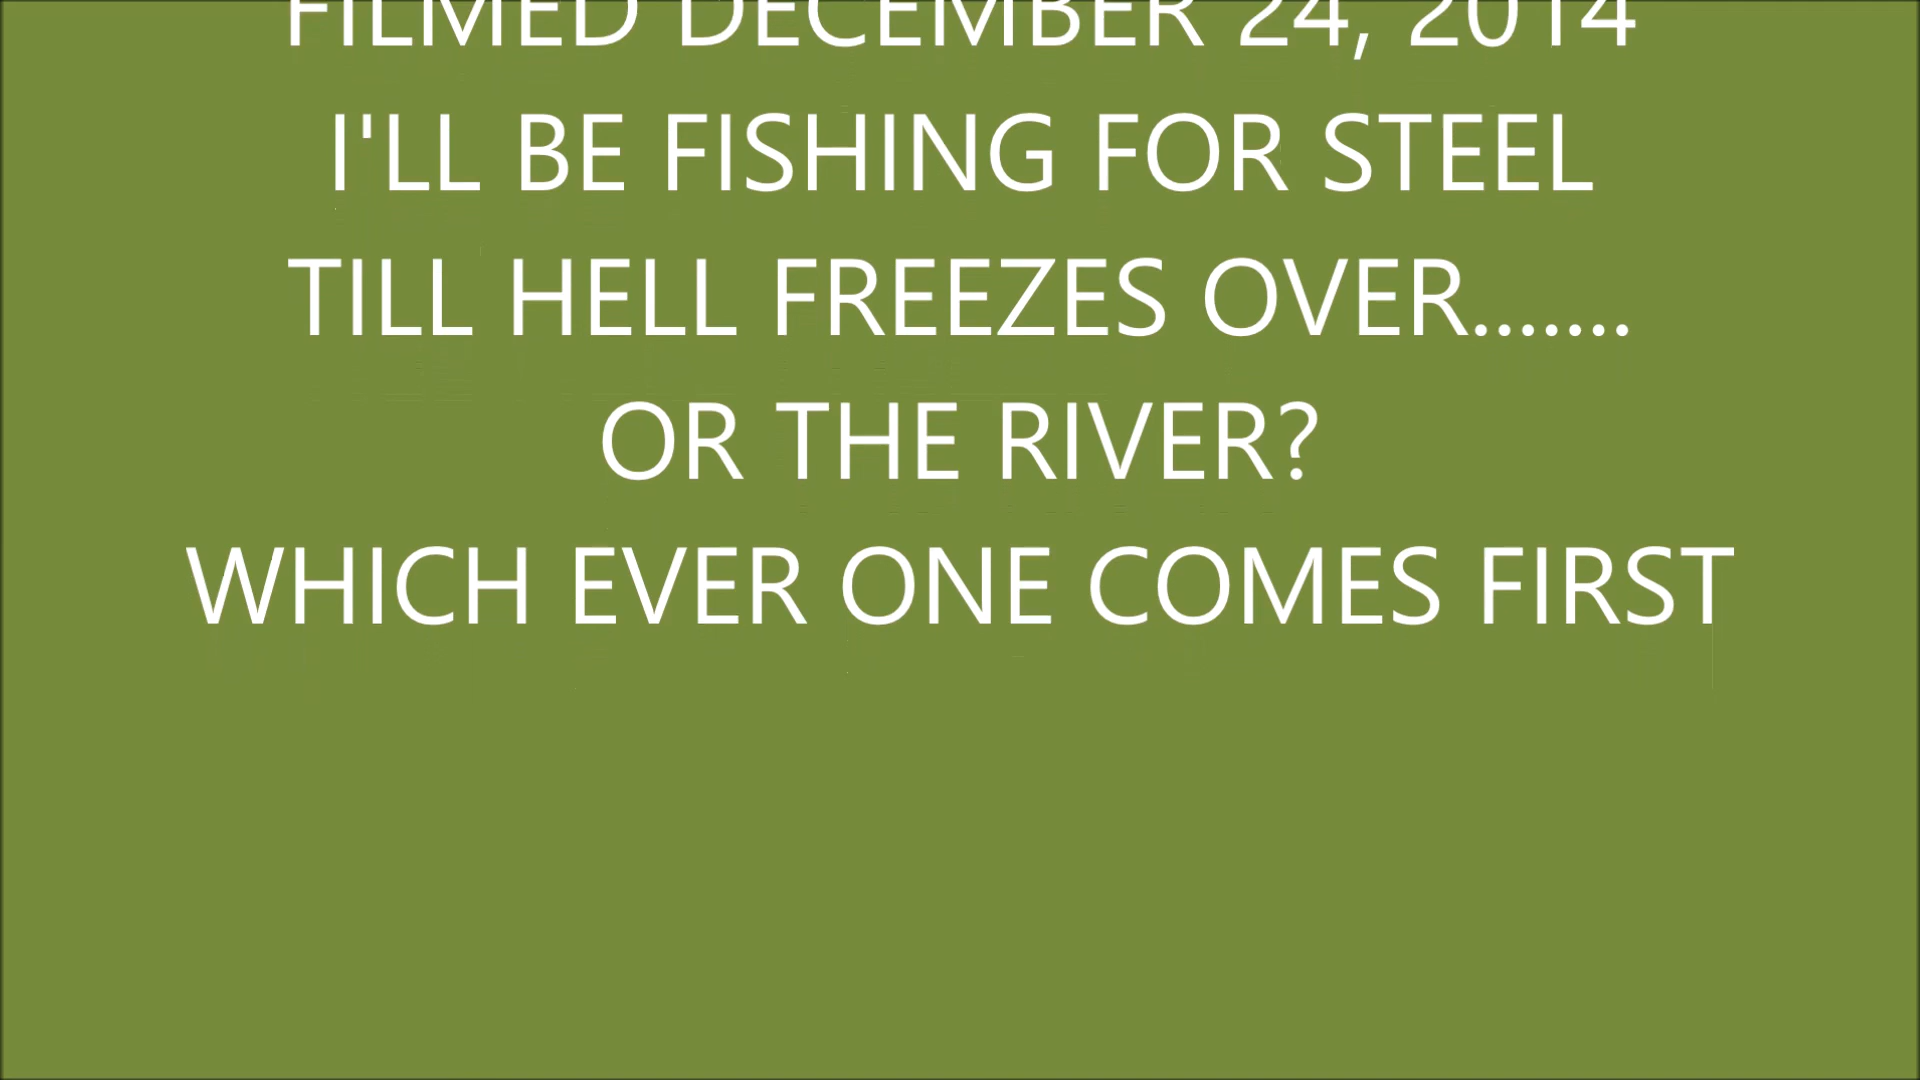 FILMED DECEMBER 24, 2014
I'LL BE FISHING FOR STEEL
TILL HELL FREEZES OVER.......
OR THE RIVER?
WHICH EVER ONE COMES FIRST